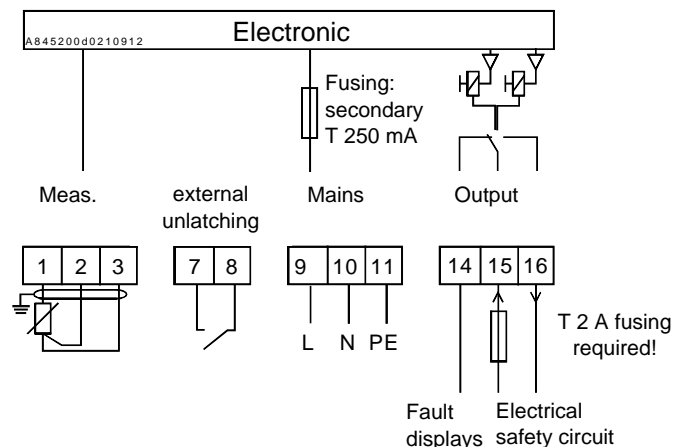 Electronic
A845200d0210912
Fusing:
secondary
T 250 mA
Meas.
external
unlatching
Mains
Output
1 2 3
7 8
9 10 11
14 15 16
L N PE
T 2 A fusing
required!
Fault
displays
Electrical
safety circuit